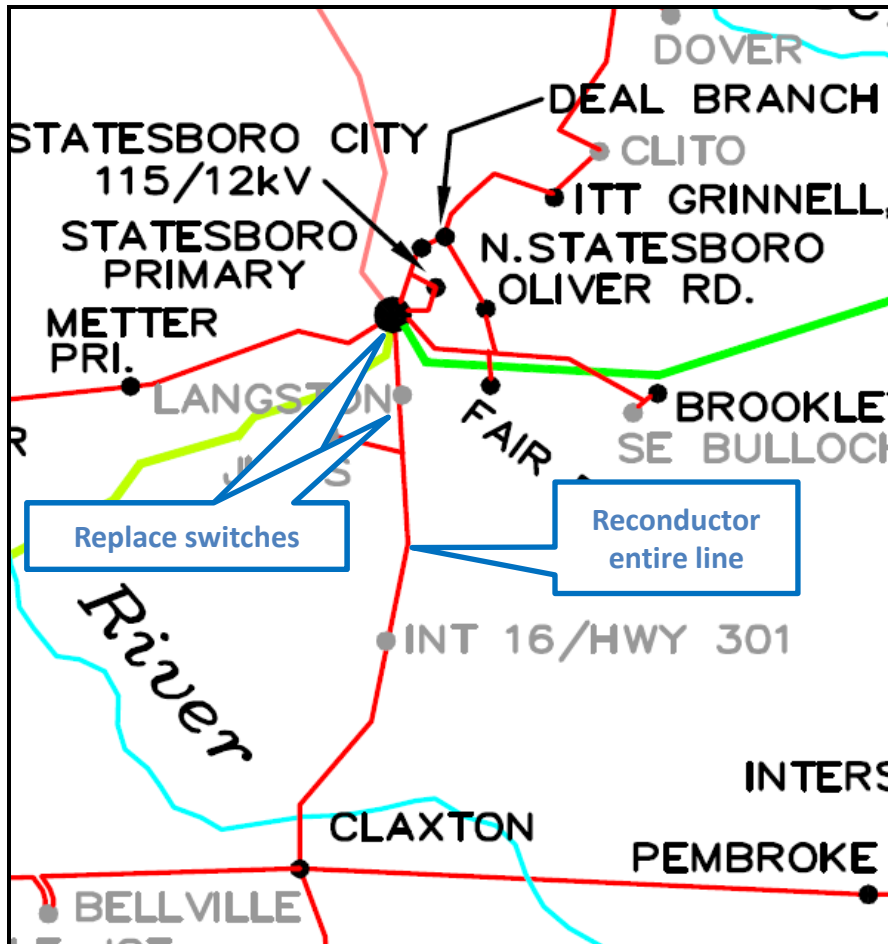 DOVER
DEAL BRANCH
STATESBORO CITY
115/12kV
CLITO
ITT GRINNELL,
STATESBORO
PRIMARY
N.STATESBORO
OLIVER RD.
METTER
PRI.
LANGSTON
BROOKLET
SE BULLOCH
FAIR
Replace switches
Reconductor
entire line
River
INT 16/HWY 301
INTERS
CLAXTON
PEMBROKE
BELLVILLE